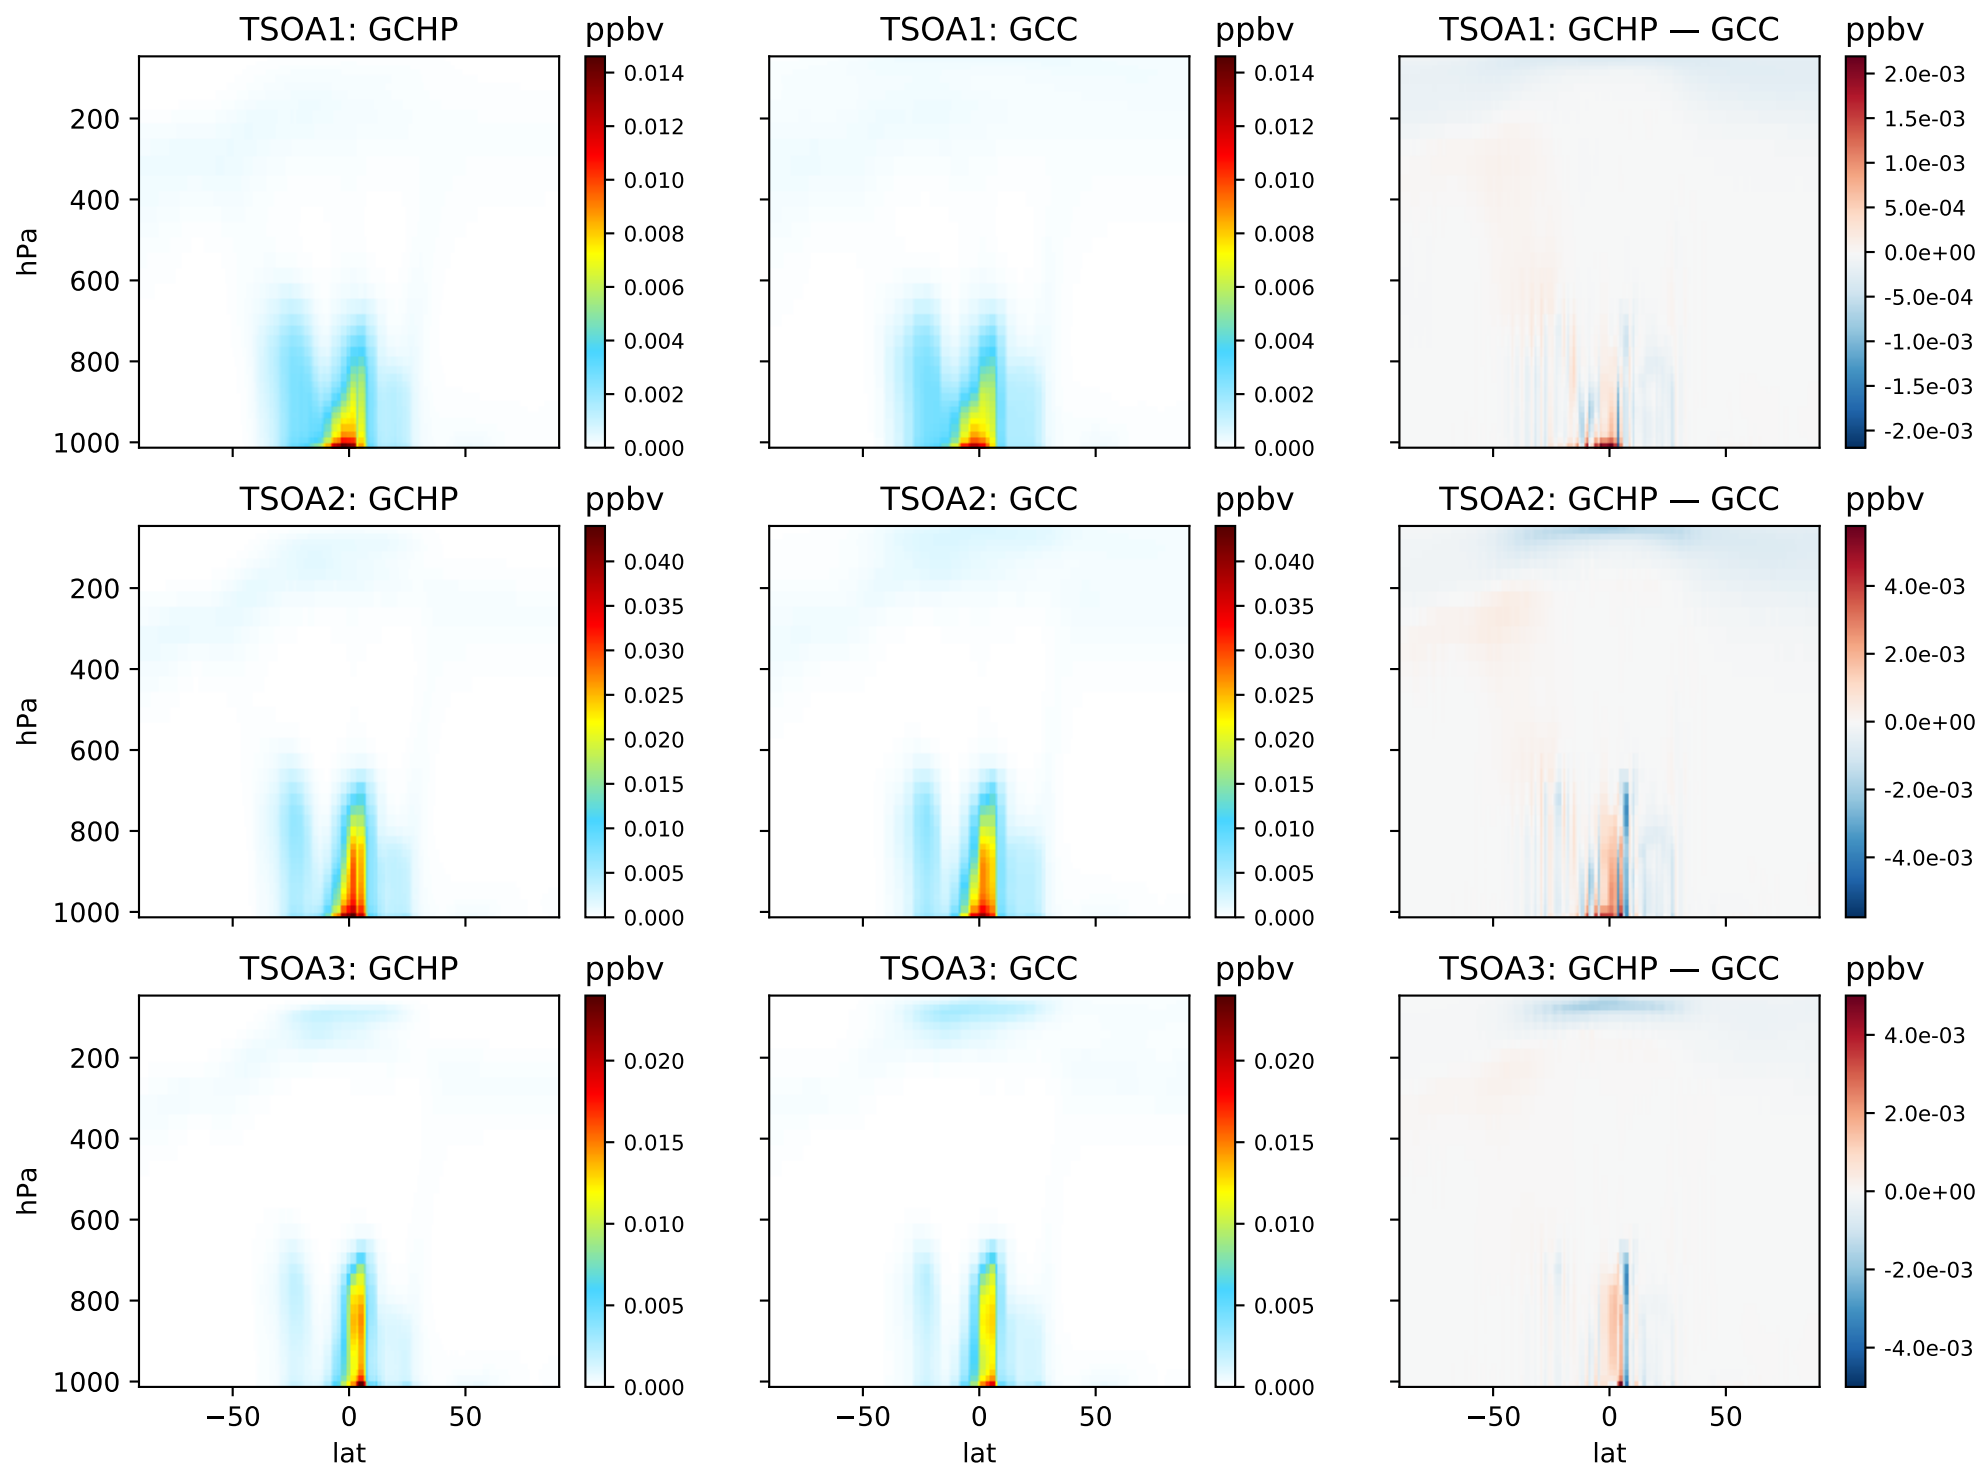 TSOA1: GCHP ppbv TSOA1: GCC ppbv TSOA1: GCHP — GCC ppbv
0.014 0.014 2.0e-03
200 0.012 0.012 1.5e-03
0.010 0.010 1.0e-03
400 0.008 0.008 5.0e-04
hPa 0.0e+00
600 0.006 0.006 -5.0e-04
800 0.004 0.004 -1.0e-03
0.002 0.002 -1.5e-03
1000 0.000 0.000 -2.0e-03
TSOA2: GCHP ppbv TSOA2: GCC ppbv TSOA2: GCHP — GCC ppbv
0.040 0.040
200 0.035 0.035 4.0e-03
0.030 0.030
400 0.025 0.025 2.0e-03
hPa 0.0e+00
600 0.020 0.020
0.015 0.015 -2.0e-03
800 0.010 0.010
0.005 0.005 -4.0e-03
1000 0.000 0.000
TSOA3: GCHP ppbv TSOA3: GCC ppbv TSOA3: GCHP — GCC ppbv
200 0.020 0.020 4.0e-03
400 0.015 0.015 2.0e-03
hPa 0.0e+00
600 0.010 0.010
800 0.005 0.005 -2.0e-03
1000 0.000 0.000 -4.0e-03
−50 0 50 −50 0 50 −50 0 50
lat lat lat